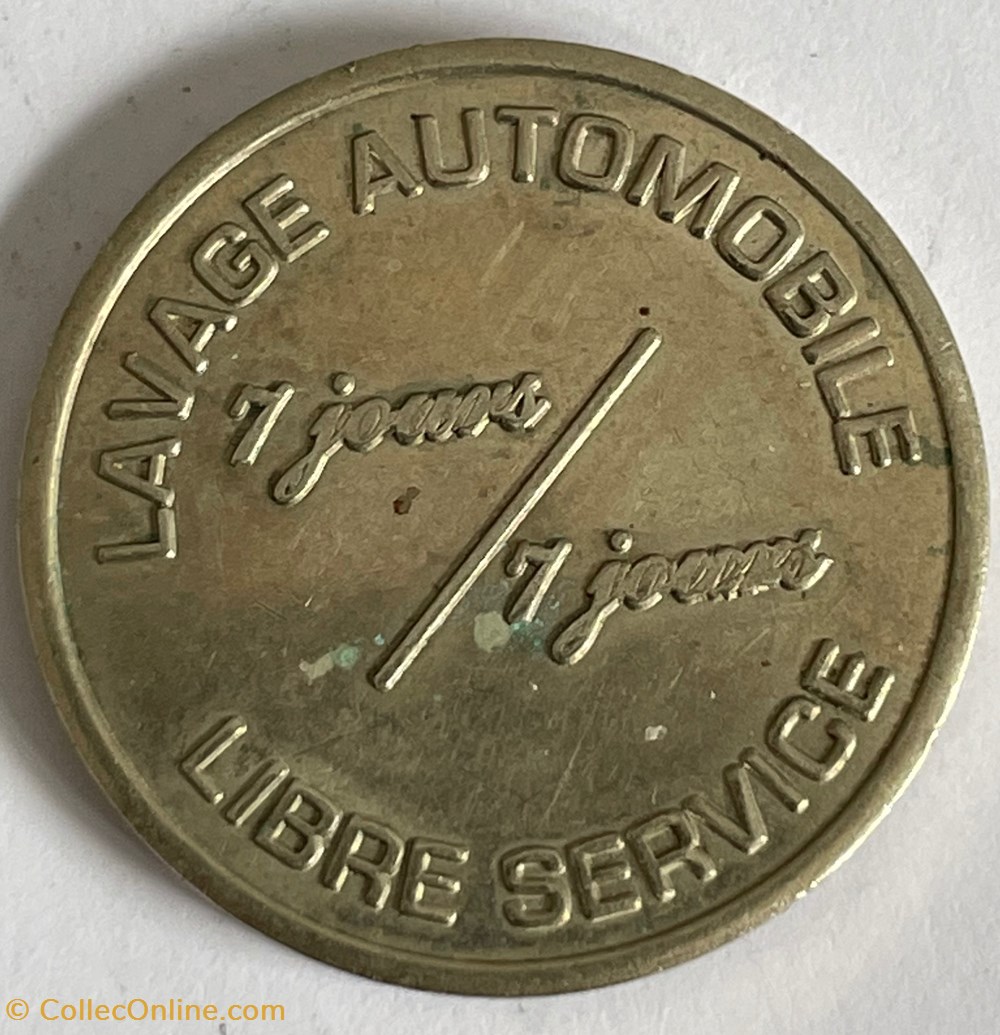 LAVAGE AUTOMOBILE
7 jours
/
7 jours
LIBRE SERVICE
© CollecOnline.com